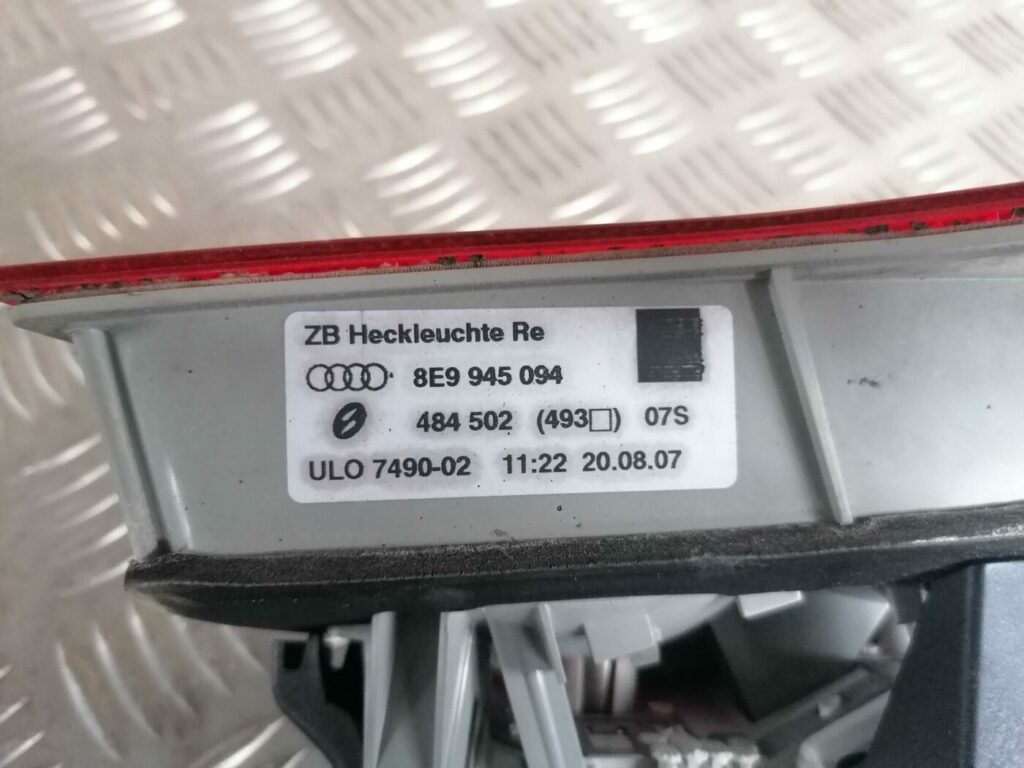 ZB Heckleuchte Re
8E9 945 094
484 502 (493□) 07S
ULO 7490-02 11:22 20.08.07